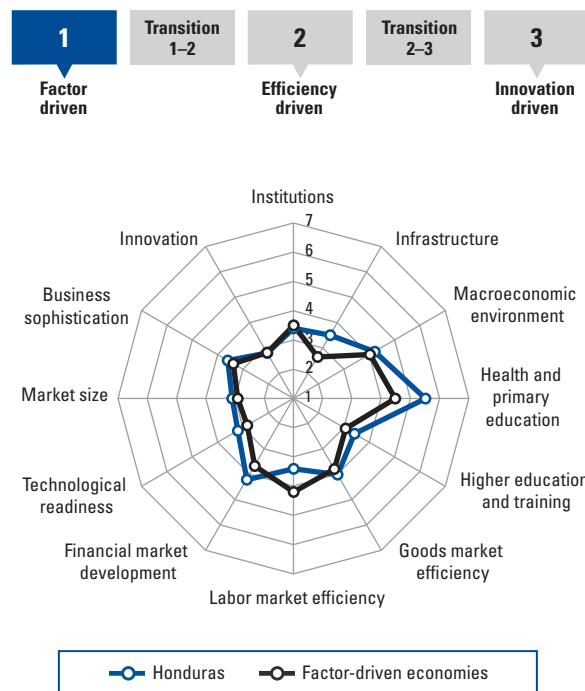 1
Transition
1–2
2
Transition
2–3
3
Factor
driven
Efficiency
driven
Innovation
driven
Institutions
7
Innovation
6
Infrastructure
5
Business
sophistication
4
Macroeconomic
environment
3
2
Market size
1
Health and
primary
education
Technological
readiness
Higher education
and training
Financial market
development
Goods market
efficiency
Labor market efficiency
Honduras
Factor-driven economies